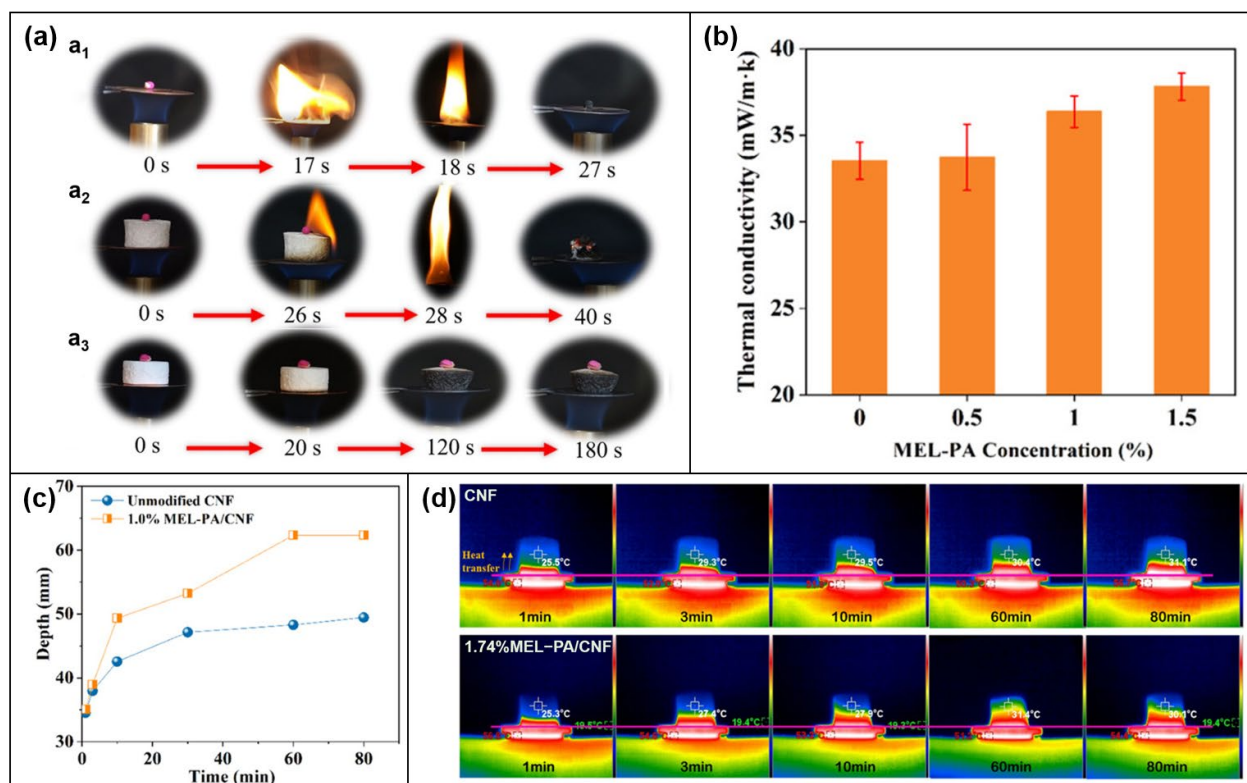 (a)
a1
0 s
17 s
18 s
27 s
a2
0 s
26 s
28 s
40 s
a3
0 s
20 s
120 s
180 s
(b)
Thermal conductivity (mW/m·k)
40
35
30
25
20
0
0.5
1
1.5
MEL-PA Concentration (%)
(c)
Unmodified CNF
1.0% MEL-PA/CNF
Depth (mm)
70
60
50
40
30
0
20
40
60
80
Time (min)
(d)
CNF
Heat
transfer
25.5°C
29.3°C
29.5°C
30.4°C
31.1°C
1min
3min
10min
60min
80min
1.74%MEL–PA/CNF
25.3°C
27.4°C
27.9°C
31.4°C
30.1°C
19.5°C
19.4°C
19.3°C
19.4°C
1min
3min
10min
60min
80min